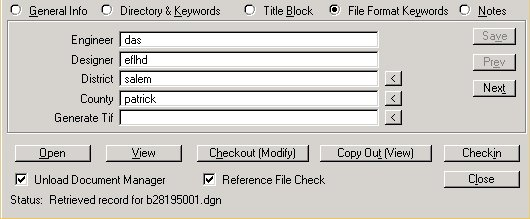 General Info Directory & Keywords Title Block File Format Keywords Notes
Engineer das Save
Designer eflhd Prev
District salem <
Next
County patrick <
Generate Tif <
Open View Checkout (Modify) Copy Out (View) Checkin
Unload Document Manager Reference File Check Close
Status: Retrieved record for b28195001.dgn